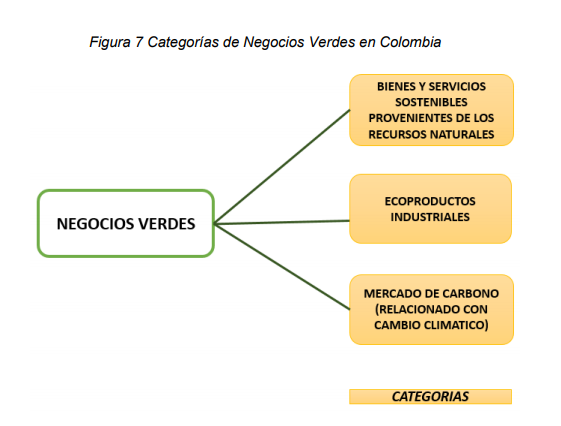 Figura 7 Categorías de Negocios Verdes en Colombia
BIENES Y SERVICIOS
SOSTENIBLES
PROVENIENTES DE LOS
RECURSOS NATURALES
NEGOCIOS VERDES
ECOPRODUCTOS
INDUSTRIALES
MERCADO DE CARBONO
(RELACIONADO CON
CAMBIO CLIMATICO)
CATEGORIAS